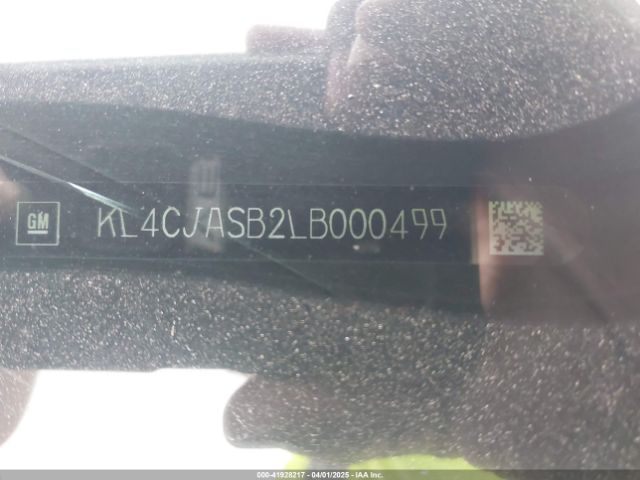 GM KL4CJASB2LB000499
000-41928217 - 04/01/2025 - IAA Inc.